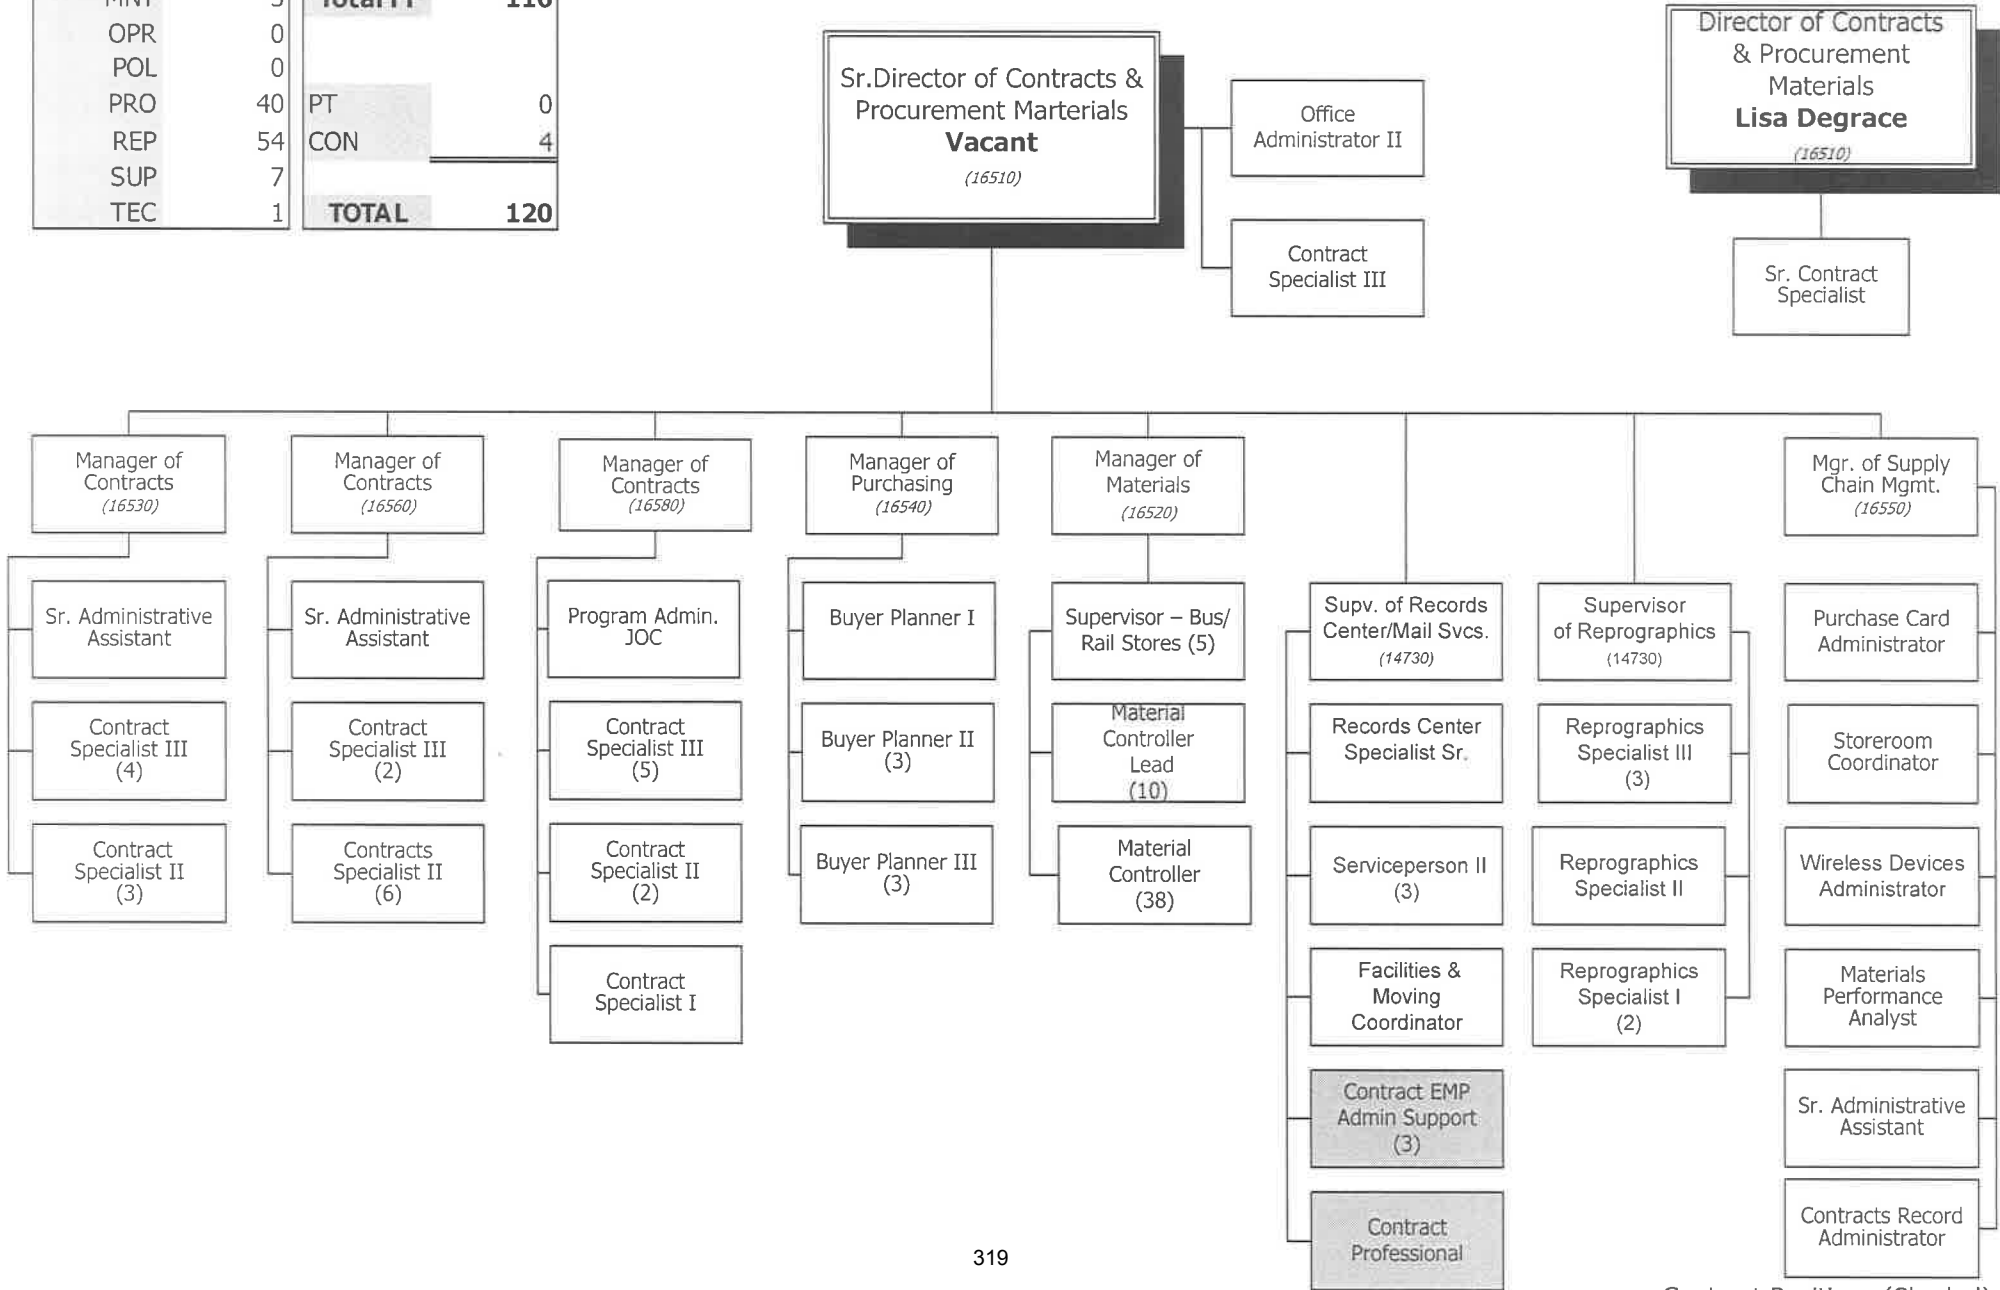 MNT 3 Total FT 116
OPR 0
POL 0
PRO 40 PT 0
REP 54 CON 4
SUP 7
TEC 1 TOTAL 120
Sr.Director of Contracts &
Procurement Marterials
Vacant
(16510)
Office
Administrator II
Contract
Specialist III
Director of Contracts
& Procurement
Materials
Lisa Degrace
(16510)
Sr. Contract
Specialist
Manager of
Contracts
(16530)
Sr. Administrative
Assistant
Contract
Specialist III
(4)
Contract
Specialist II
(3)
Manager of
Contracts
(16560)
Sr. Administrative
Assistant
Contract
Specialist III
(2)
Contracts
Specialist II
(6)
Manager of
Contracts
(16580)
Program Admin.
JOC
Contract
Specialist III
(5)
Contract
Specialist II
(2)
Contract
Specialist I
Manager of
Purchasing
(16540)
Buyer Planner I
Buyer Planner II
(3)
Buyer Planner III
(3)
Manager of
Materials
(16520)
Supervisor – Bus/
Rail Stores (5)
Material
Controller
Lead
(10)
Material
Controller
(38)
Supv. of Records
Center/Mail Svcs.
(14730)
Records Center
Specialist Sr.
Serviceperson II
(3)
Facilities &
Moving
Coordinator
Contract EMP
Admin Support
(3)
Contract
Professional
Supervisor
of Reprographics
(14730)
Reprographics
Specialist III
(3)
Reprographics
Specialist II
Reprographics
Specialist I
(2)
Mgr. of Supply
Chain Mgmt.
(16550)
Purchase Card
Administrator
Storeroom
Coordinator
Wireless Devices
Administrator
Materials
Performance
Analyst
Sr. Administrative
Assistant
Contracts Record
Administrator
319